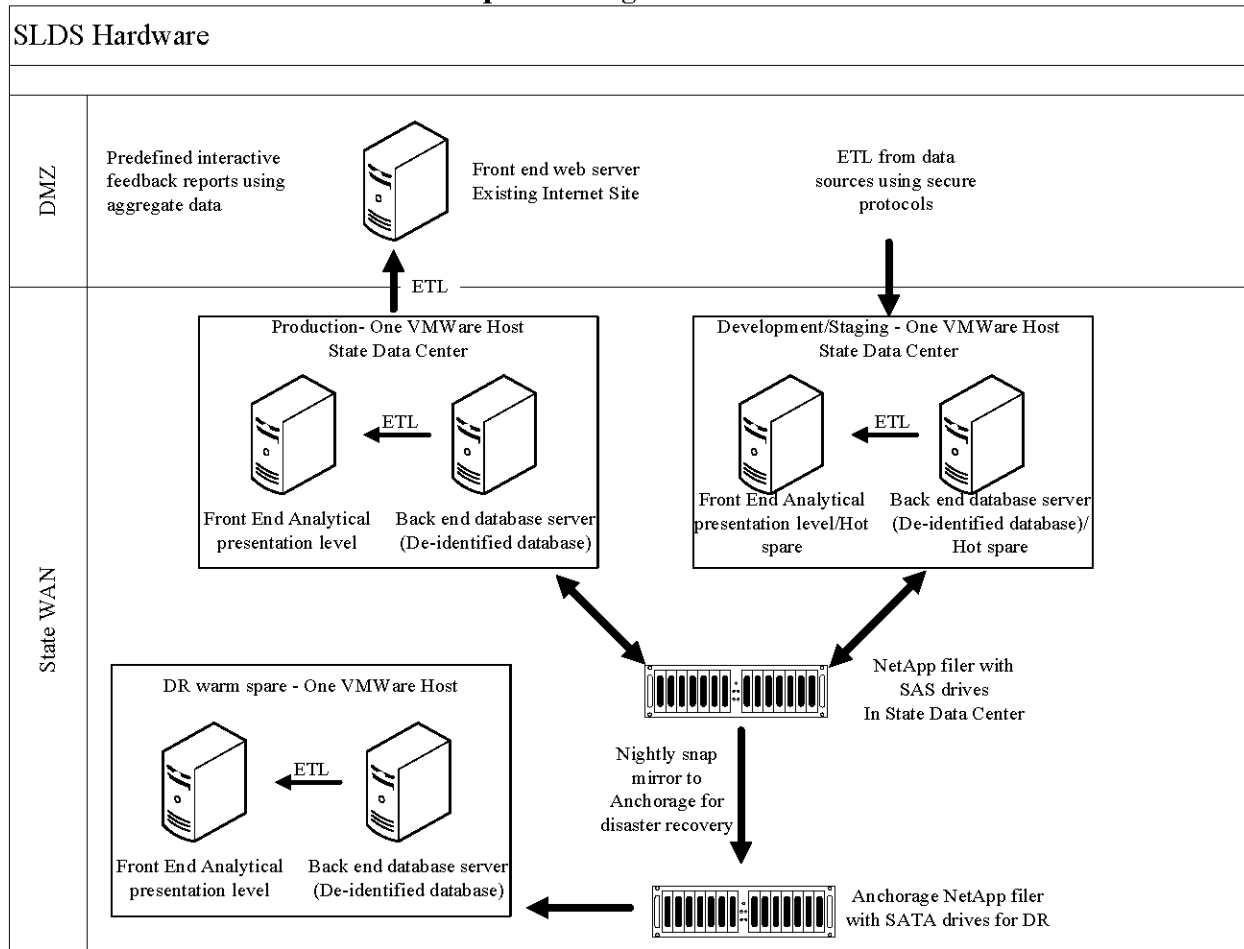 SLDS Hardware
DMZ
Predefined interactive
feedback reports using
aggregate data
Front end web server
Existing Internet Site
ETL from data
sources using secure
protocols
ETL
State WAN
Production- One VMWare Host
State Data Center
ETL
Front End Analytical
presentation level
Back end database server
(De-identified database)
Development/Staging - One VMWare Host
State Data Center
ETL
Front End Analytical
presentation level/Hot
spare
Back end database server
(De-identified database)/
Hot spare
NetApp filer with
SAS drives
In State Data Center
DR warm spare - One VMWare Host
ETL
Front End Analytical
presentation level
Back end database server
(De-identified database)
Nightly snap
mirror to
Anchorage for
disaster recovery
Anchorage NetApp filer
with SATA drives for DR